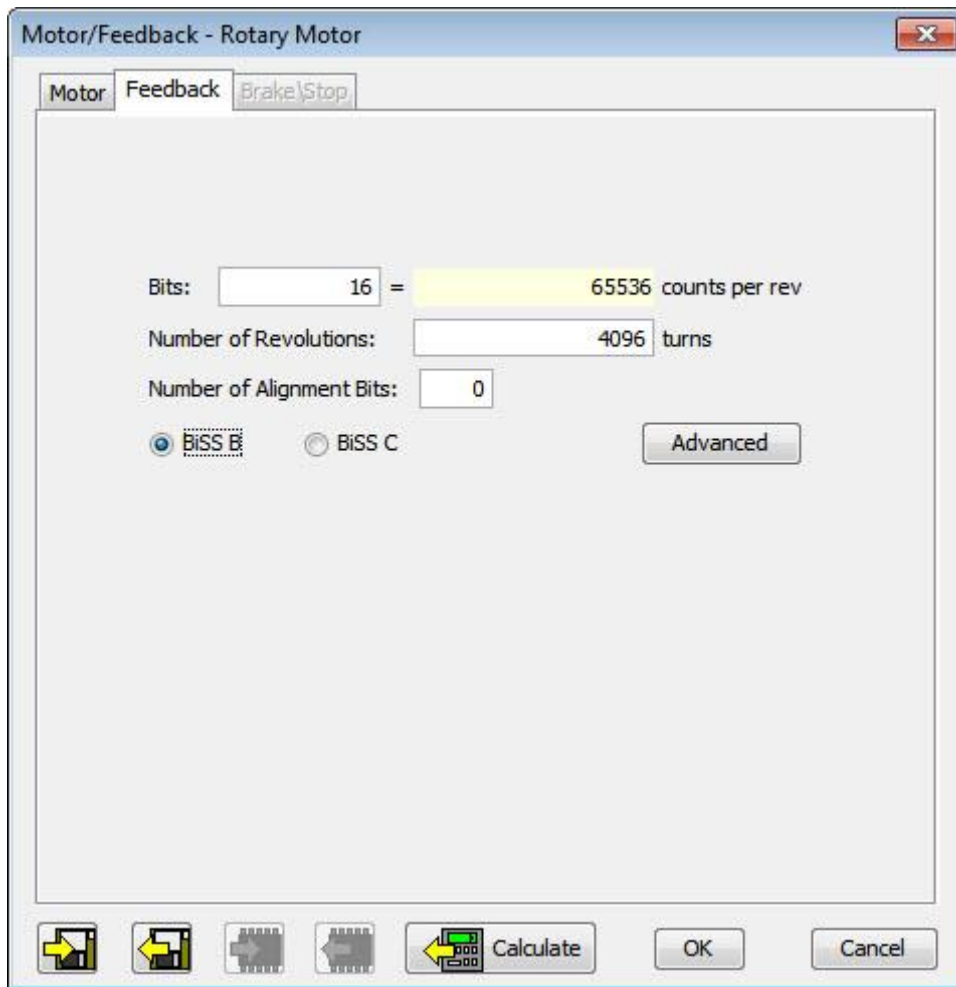 Motor/Feedback - Rotary Motor
Motor Feedback Brake\Stop
Bits: 16 = 65536 counts per rev
Number of Revolutions: 4096 turns
Number of Alignment Bits: 0
BiSS B BiSS C Advanced
Calculate OK Cancel